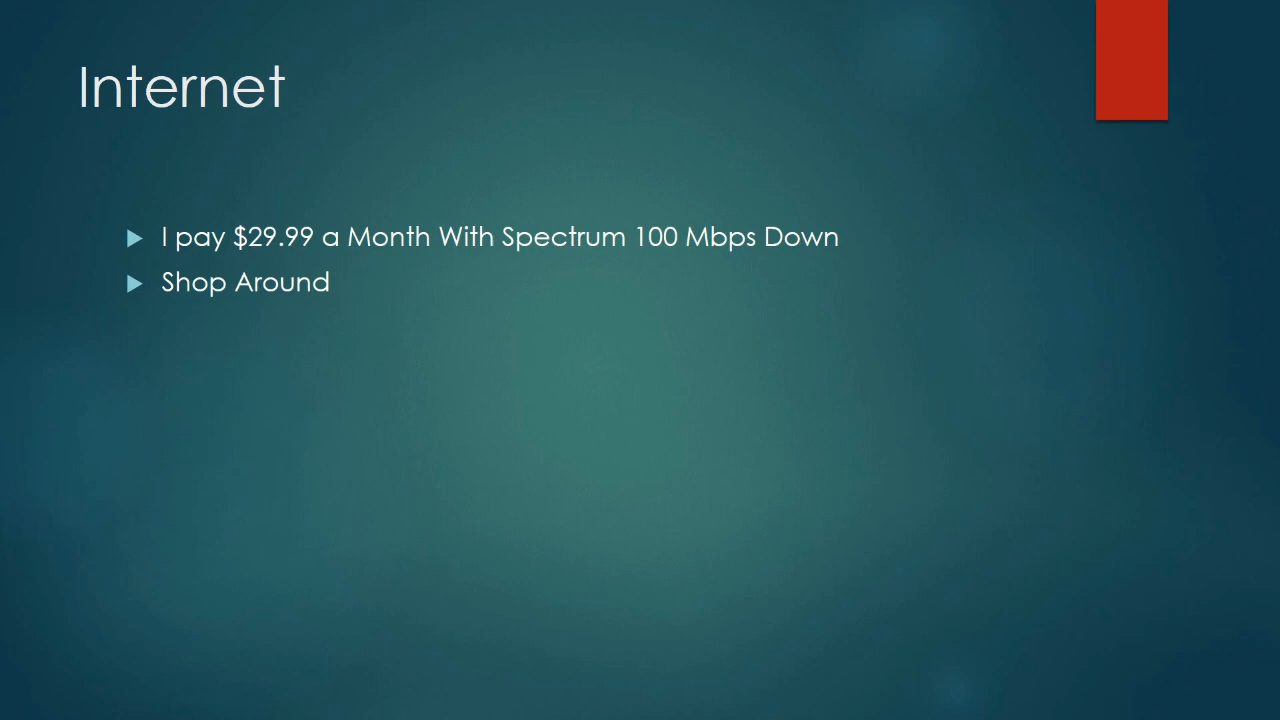 Internet
I pay $29.99 a Month With Spectrum 100 Mbps Down
Shop Around